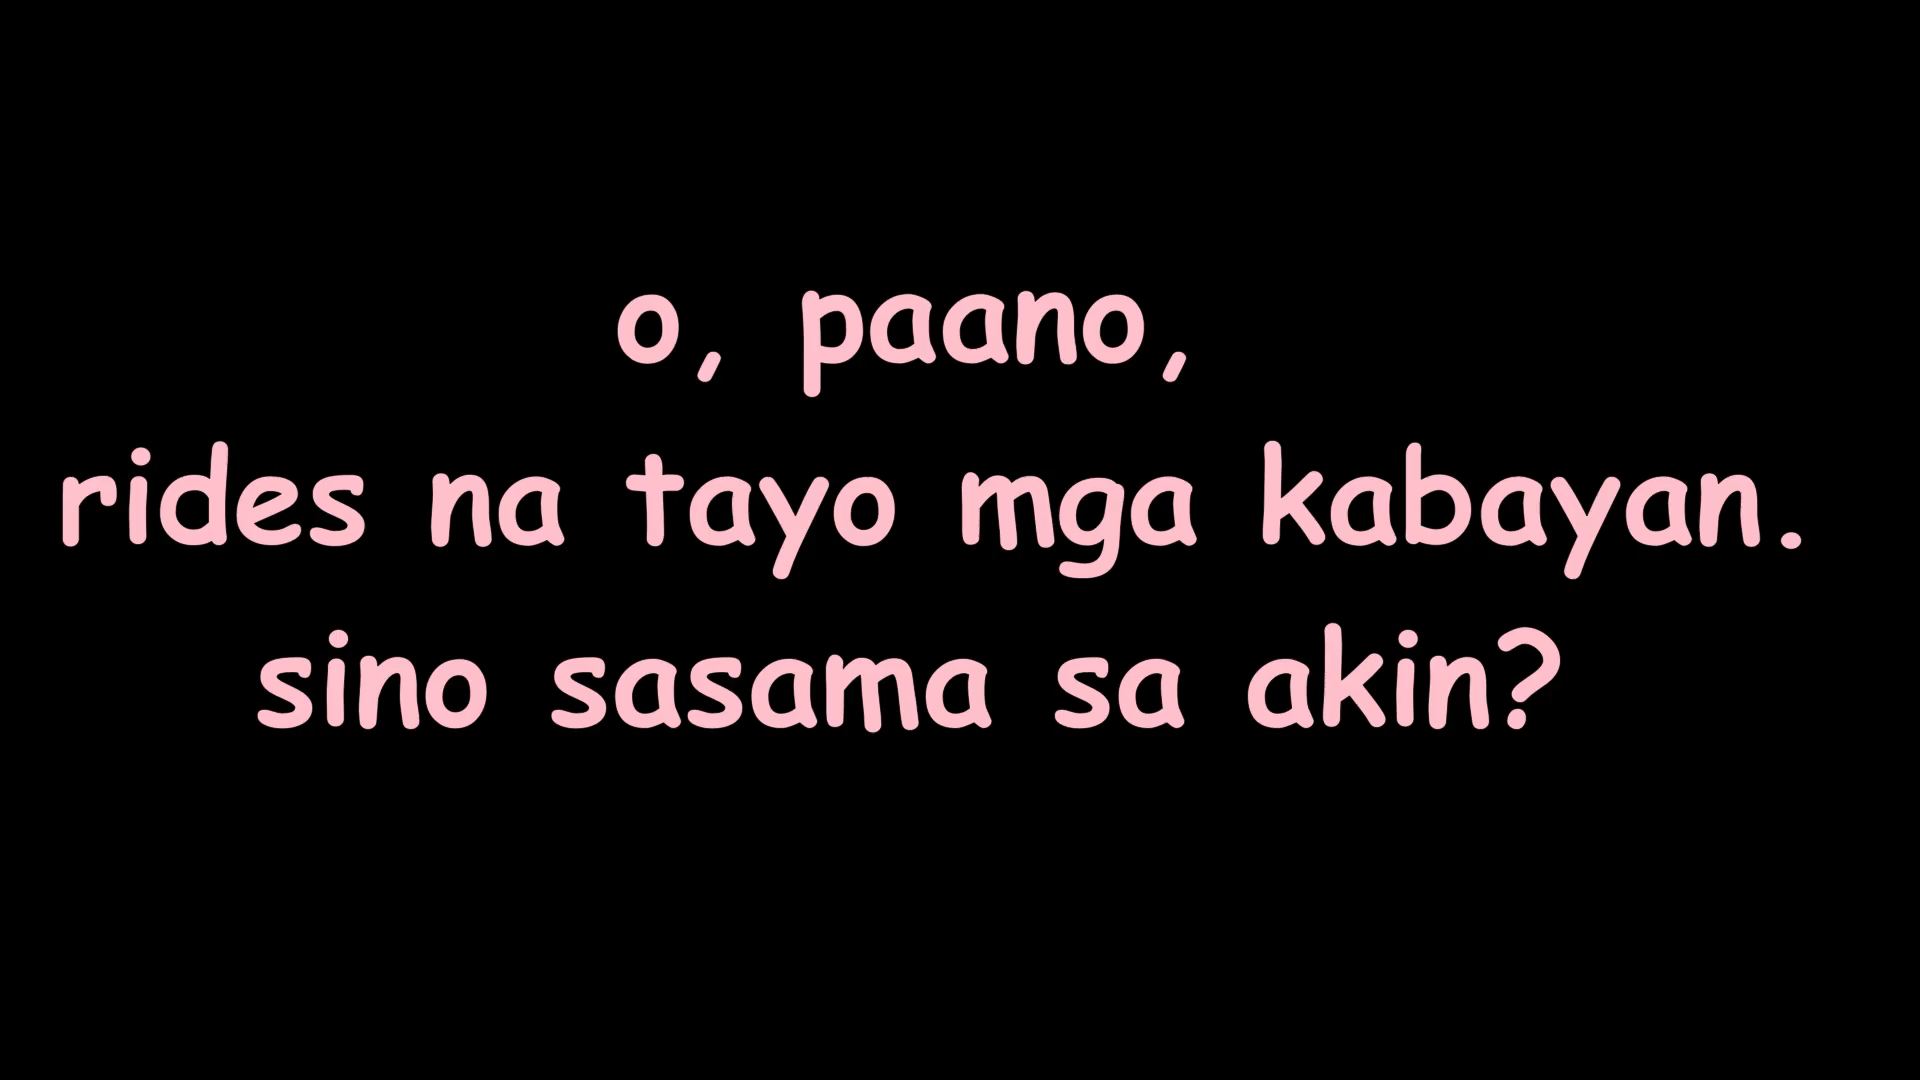 o, paano,
rides na tayo mga kabayan.
sino sasama sa akin?